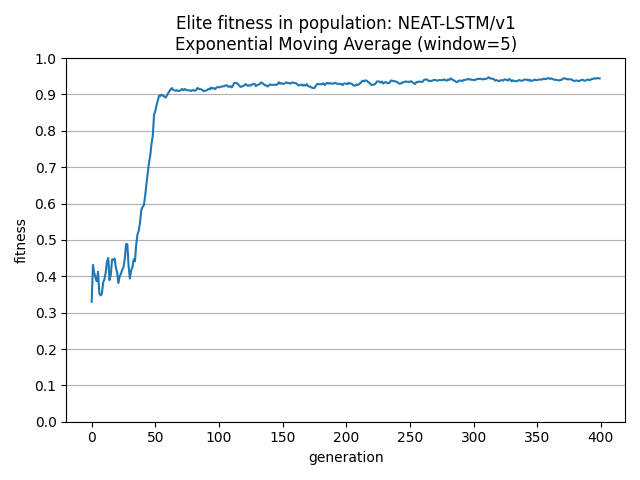 Elite fitness in population: NEAT-LSTM/v1
Exponential Moving Average (window=5)
1.0
0.9
0.8
0.7
0.6
0.5
0.4
0.3
0.2
0.1
0.0
fitness
0 50 100 150 200 250 300 350 400
generation